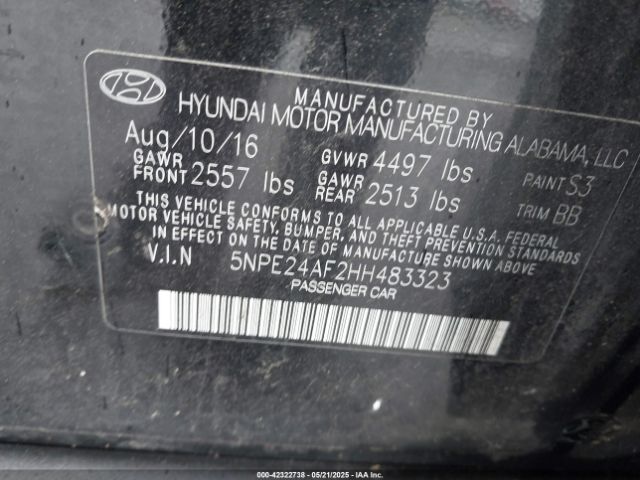 MANUFACTURED BY
HYUNDAI MOTOR MANUFACTURING ALABAMA, LLC
Aug/10/16 GVWR 4497 lbs PAINT S3
GAWR FRONT 2557 lbs GAWR REAR 2513 lbs TRIM BB
THIS VEHICLE CONFORMS TO ALL APPLICABLE U.S.A. FEDERAL
MOTOR VEHICLE SAFETY, BUMPER, AND THEFT PREVENTION STANDARDS
IN EFFECT ON THE DATE OF MANUFACTURE SHOWN ABOVE.
V.I.N 5NPE24AF2HH483323
PASSENGER CAR
000-42322738 - 05/21/2025 - IAA Inc.